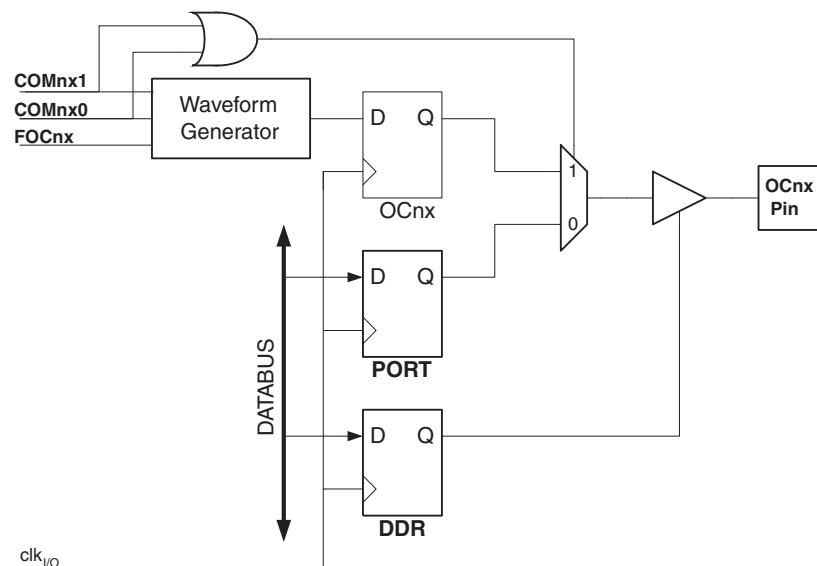 COMnx1
COMnx0
FOCnx
Waveform
Generator
D Q
OCnx
1
0
OCnx
Pin
D Q
PORT
D Q
DDR
DATABUS
clkI/O